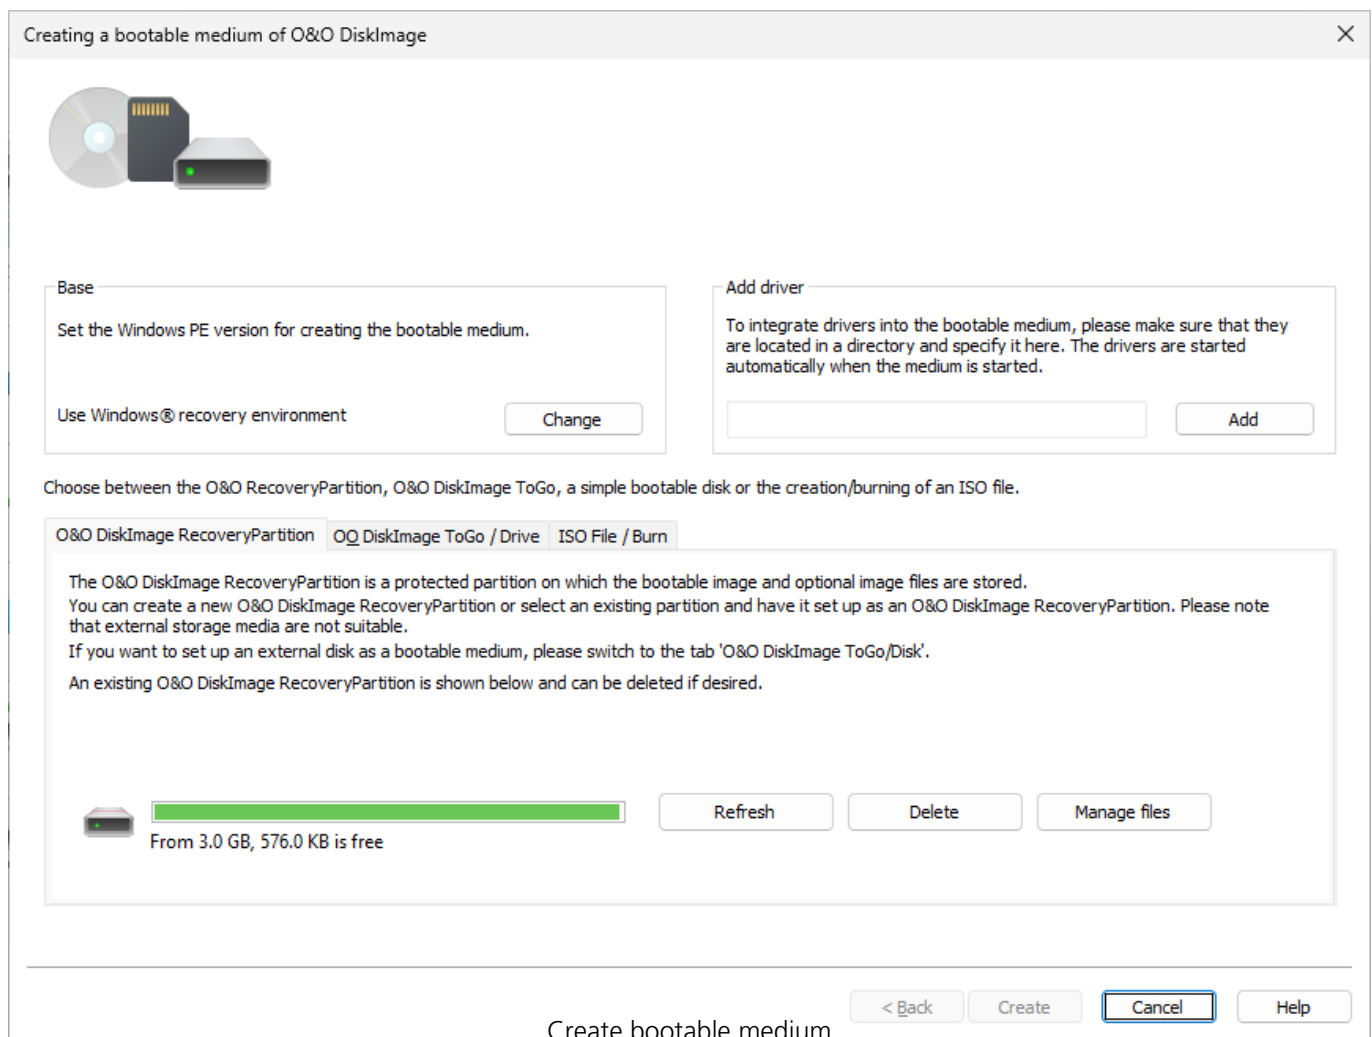 Creating a bootable medium of O&O DiskImage
Base
Set the Windows PE version for creating the bootable medium.
Use Windows® recovery environment
Change
Add driver
To integrate drivers into the bootable medium, please make sure that they
are located in a directory and specify it here. The drivers are started
automatically when the medium is started.
Add
Choose between the O&O RecoveryPartition, O&O DiskImage ToGo, a simple bootable disk or the creation/burning of an ISO file.
O&O DiskImage RecoveryPartition
OO DiskImage ToGo / Drive
ISO File / Burn
The O&O DiskImage RecoveryPartition is a protected partition on which the bootable image and optional image files are stored.
You can create a new O&O DiskImage RecoveryPartition or select an existing partition and have it set up as an O&O DiskImage RecoveryPartition. Please note
that external storage media are not suitable.
If you want to set up an external disk as a bootable medium, please switch to the tab 'O&O DiskImage ToGo/Disk'.
An existing O&O DiskImage RecoveryPartition is shown below and can be deleted if desired.
Refresh
Delete
Manage files
From 3.0 GB, 576.0 KB is free
< Back
Create
Cancel
Help
Create bootable medium